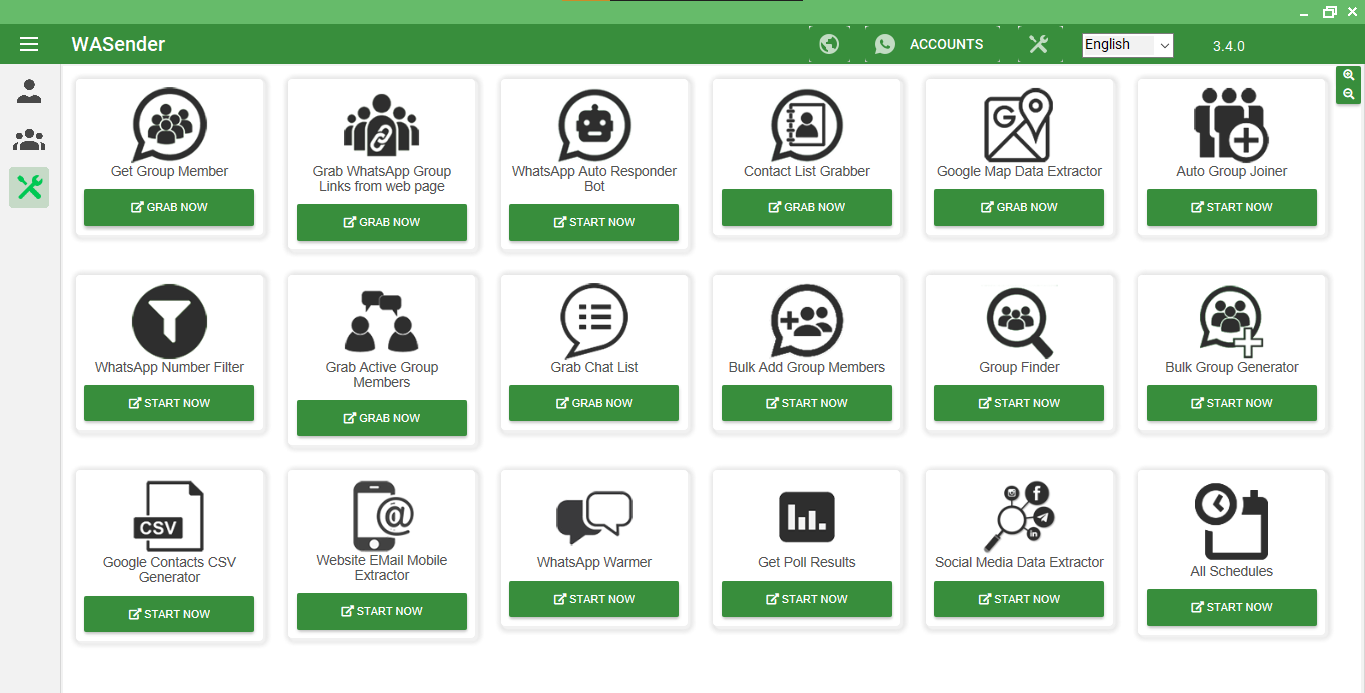 WASender
ACCOUNTS
English
3.4.0
Get Group Member
GRAB NOW
Grab WhatsApp Group
Links from web page
GRAB NOW
WhatsApp Auto Responder
Bot
START NOW
Contact List Grabber
GRAB NOW
G
Google Map Data Extractor
GRAB NOW
Auto Group Joiner
START NOW
WhatsApp Number Filter
START NOW
Grab Active Group
Members
GRAB NOW
Grab Chat List
GRAB NOW
Bulk Add Group Members
START NOW
Group Finder
START NOW
Bulk Group Generator
START NOW
CSV
Google Contacts CSV
Generator
START NOW
@
Website EMail Mobile
Extractor
START NOW
WhatsApp Warmer
START NOW
Get Poll Results
START NOW
f
in
Social Media Data Extractor
START NOW
All Schedules
START NOW